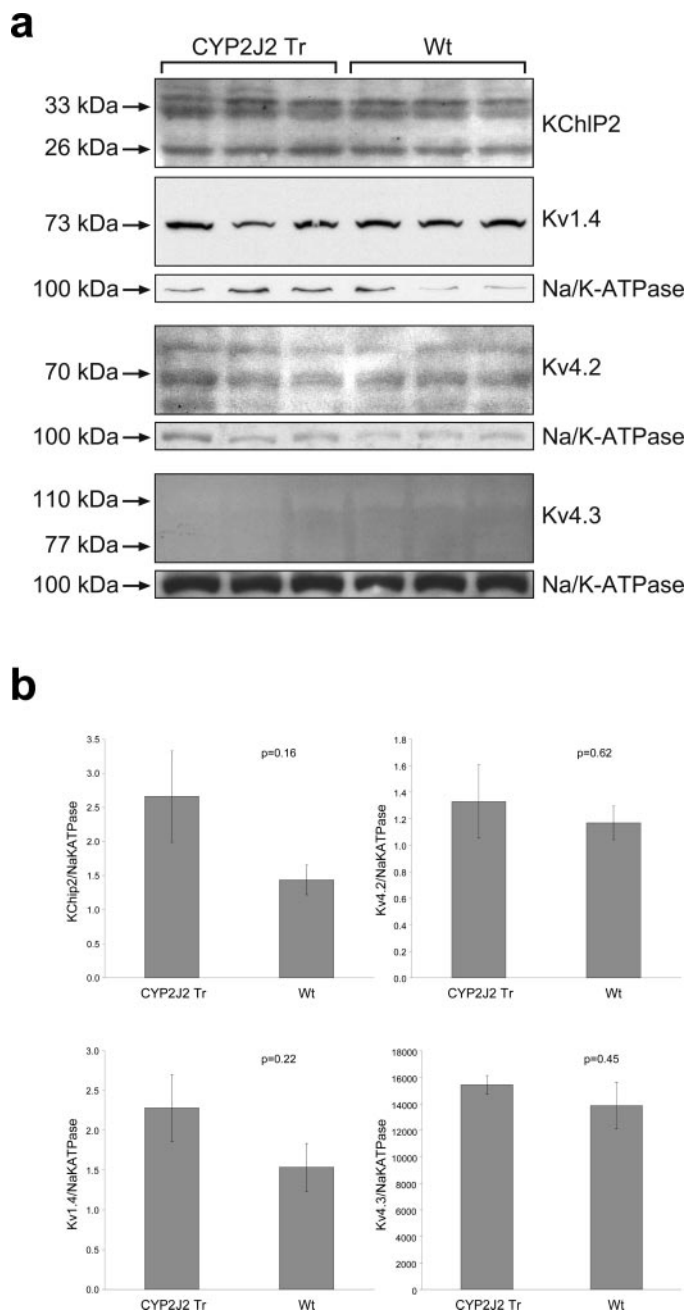 a
CYP2J2 Tr Wt
33 kDa
26 kDa
KChIP2
73 kDa
Kv1.4
100 kDa
Na/K-ATPase
70 kDa
Kv4.2
100 kDa
Na/K-ATPase
110 kDa
77 kDa
Kv4.3
100 kDa
Na/K-ATPase
b
KChip2/NaKATPase
3.5
3.0
2.5
2.0
1.5
1.0
0.5
0.0
p=0.16
CYP2J2 Tr Wt
Kv4.2/NaKATPase
1.8
1.6
1.4
1.2
1.0
0.8
0.6
0.4
0.2
0.0
p=0.62
CYP2J2 Tr Wt
Kv1.4/NaKATPase
3.0
2.5
2.0
1.5
1.0
0.5
0.0
p=0.22
CYP2J2 Tr Wt
Kv4.3/NaKATPase
18000
16000
14000
12000
10000
8000
6000
4000
2000
0
p=0.45
CYP2J2 Tr Wt